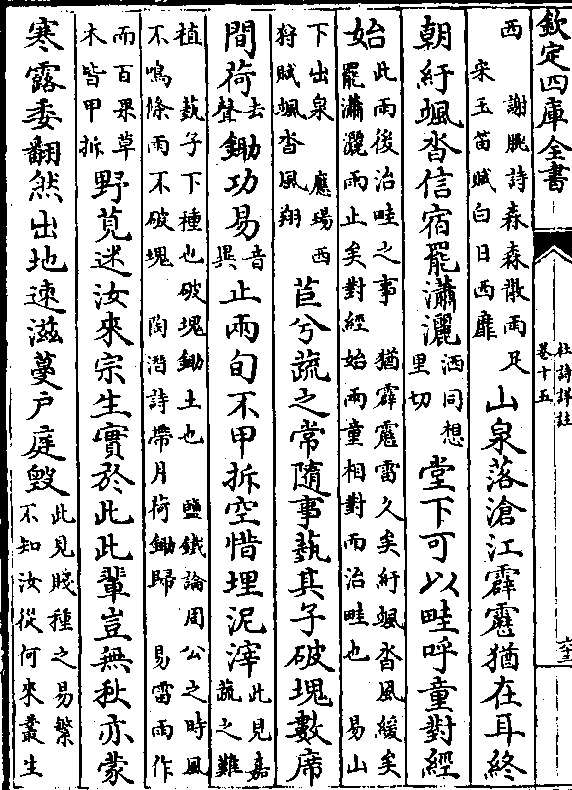 欽定四庫全書
杜詩詳註
卷十五
西 謝朓詩森森散雨足
宋玉笛賦白日西靡
山泉落滄江霹靂猶在耳終
朝紆颯沓信宿罷瀟灑
洒同想
里切
堂下可以畦呼童對經
始
此雨後治畦之事 猶霹靂雷久矣紆颯沓風緩矣
罷瀟灑雨止矣對經始兩童相對而治畦也 易山
下出泉 應瑒西
狩賦颯沓風翔
苣兮蔬之常隨事蓺其子破塊數席
間荷
去
聲
鋤功易
音
異
止兩旬不甲拆空惜埋泥滓
此見嘉
蔬之難
植 蓺子下種也破塊鋤土也 鹽鐵論周公之時風
不鳴條雨不破塊 陶潛詩帶月荷鋤歸 易雷雨作
而百果草
木皆甲拆
野莧迷汝來宗生實於此此輩豈無秋亦蒙
寒露委翻然出地速滋蔓戶庭毀
此見賤種之易繁
不知汝從何來叢生